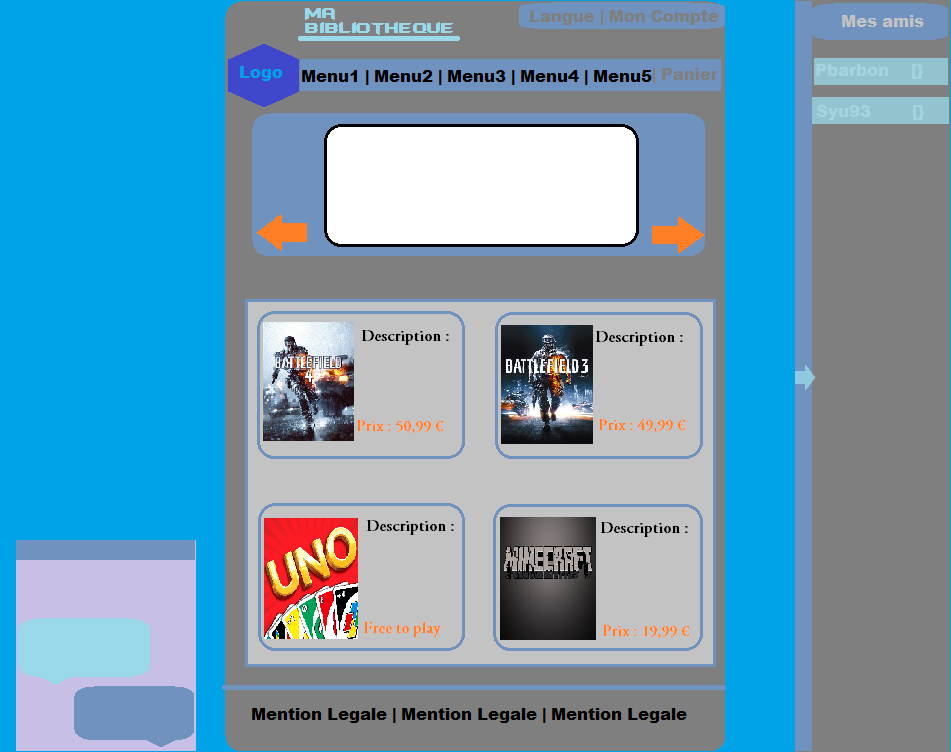 MA
BIBLIOTHEQUE
Langue | Mon Compte
Mes amis
Logo
Menu1 | Menu2 | Menu3 | Menu4 | Menu5| Panier
Pbarbon []}
Syu93 []}
BATTLEFIELD
4
Description :
Prix : 50,99 €
BATTLEFIELD 3
Description :
Prix : 49,99 €
UNO
Description :
Free to play
MINECRAFT
Description :
Prix : 19,99 €
Mention Legale | Mention Legale | Mention Legale